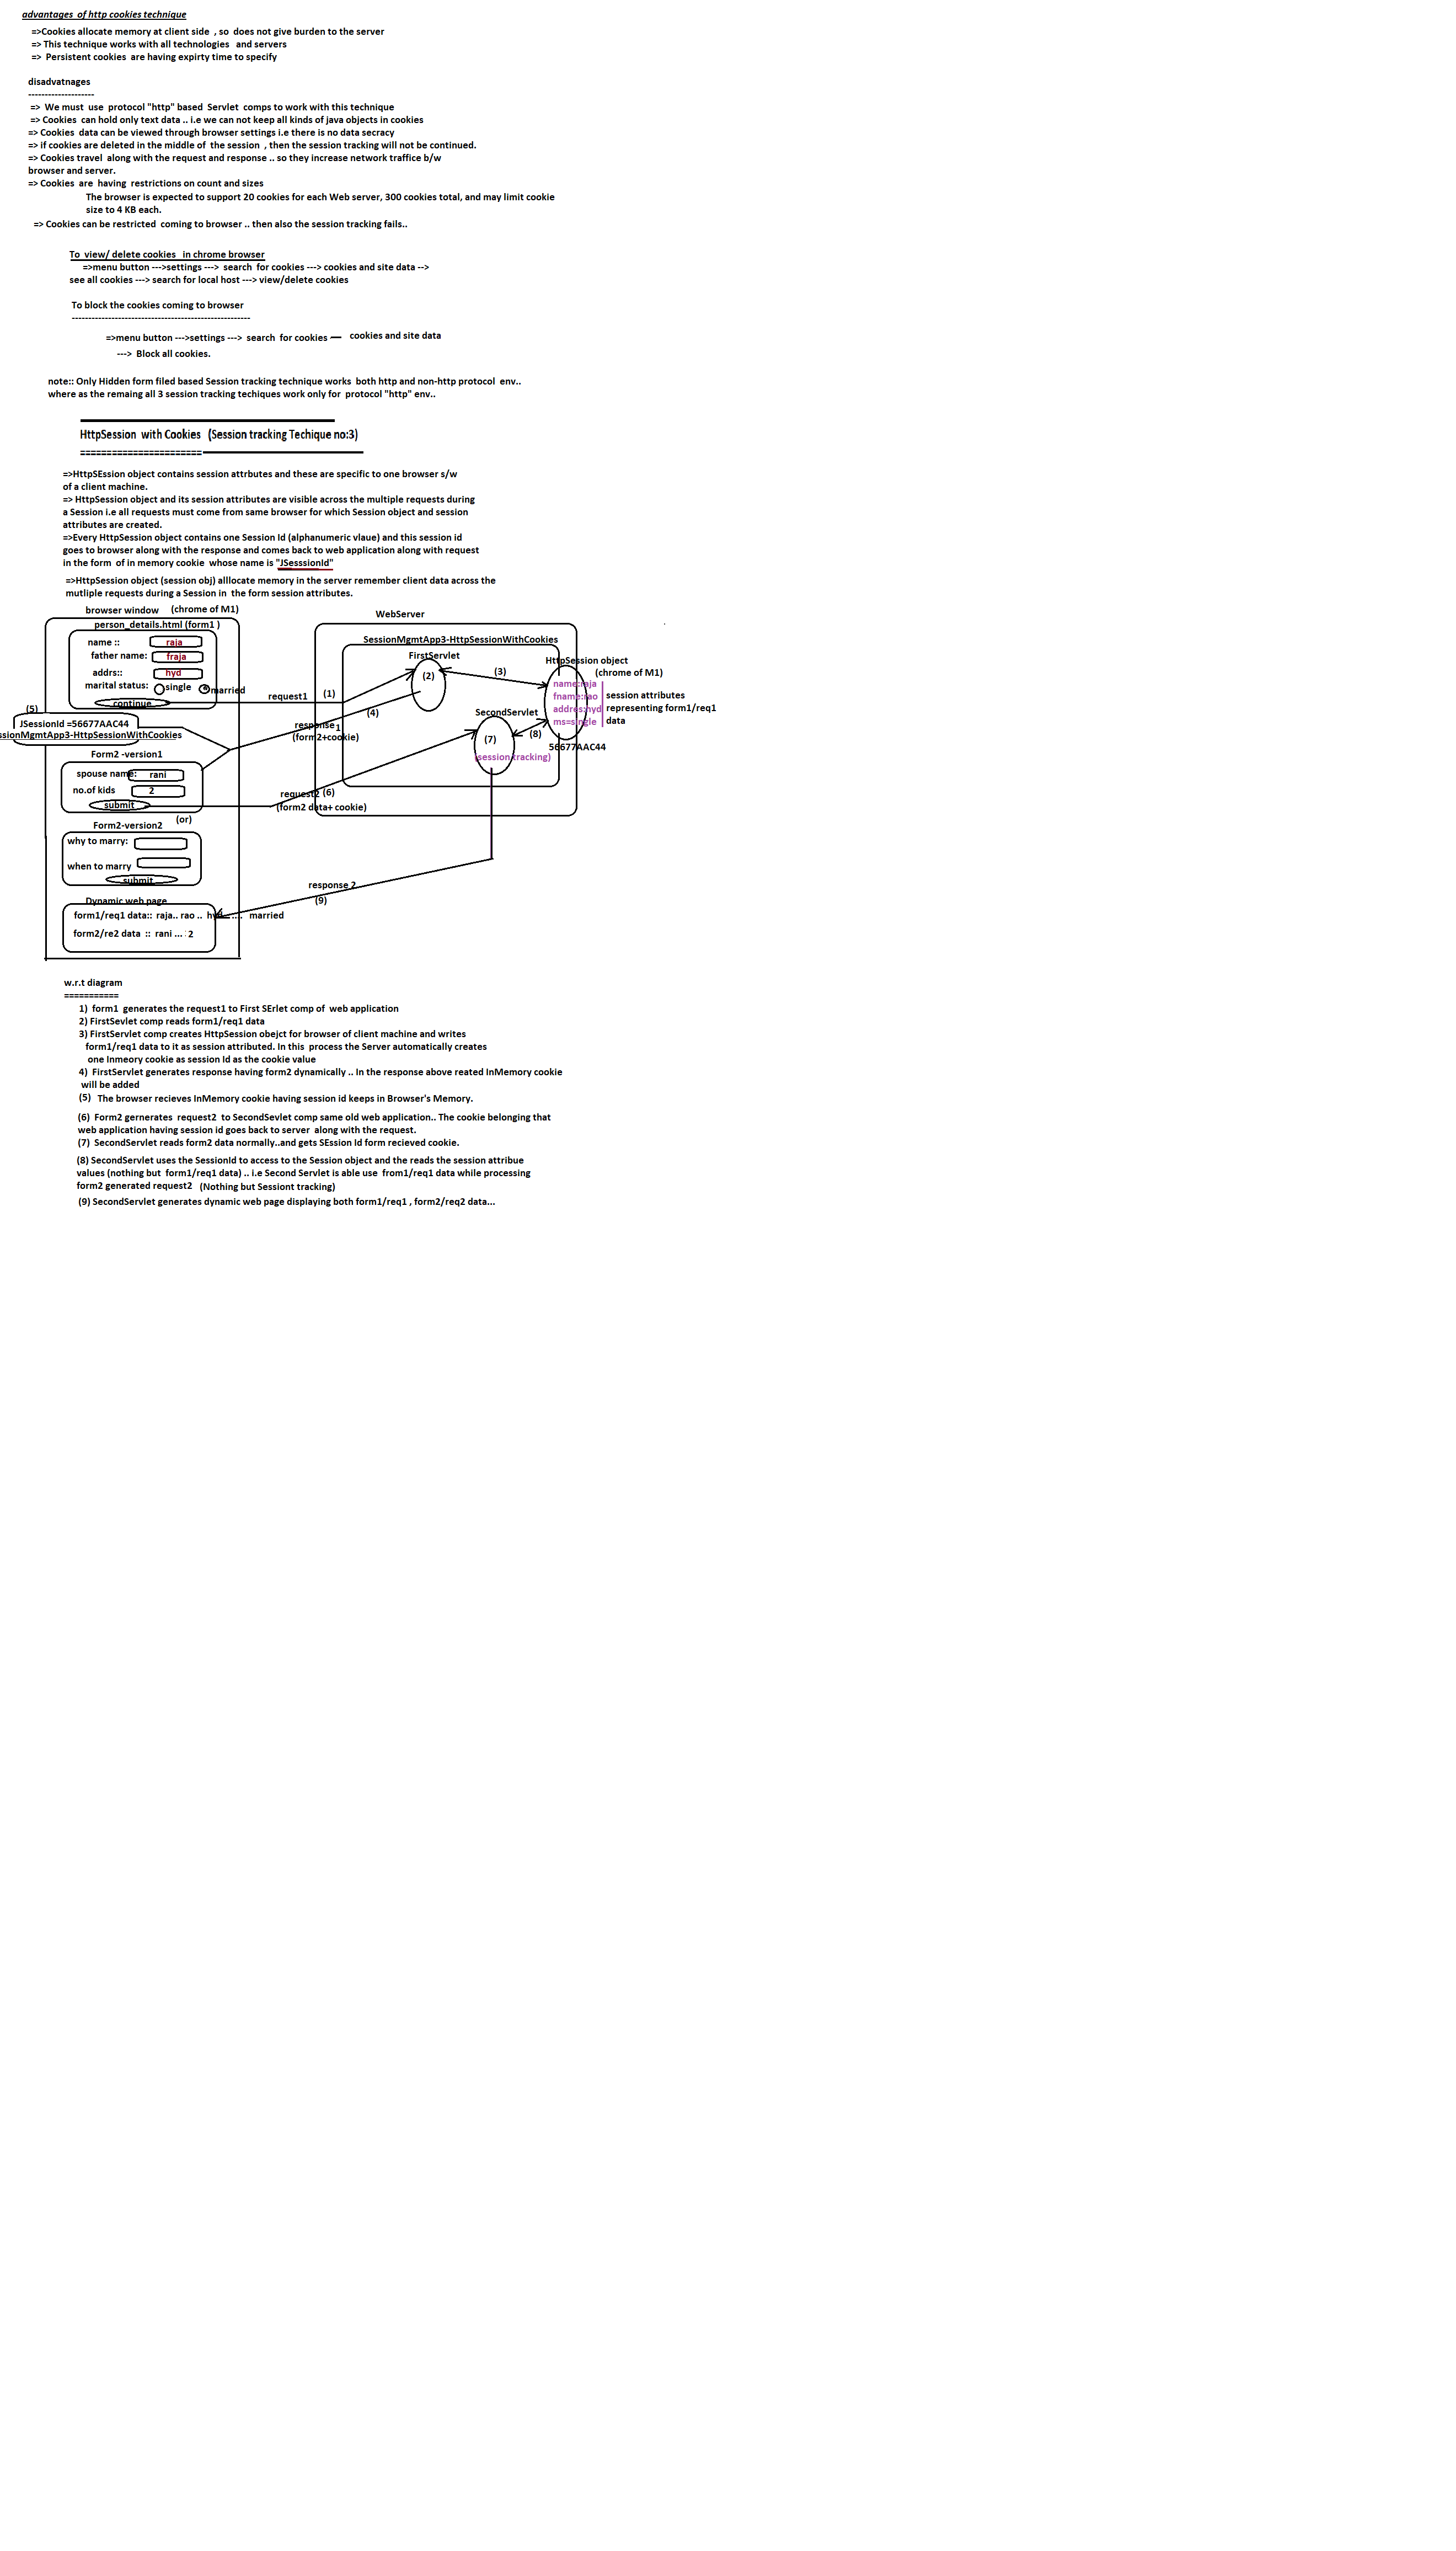 advantages  of http cookies technique
=>Cookies allocate memory at client side  , so  does not give burden to the server
=> This technique works with all technologies   and servers
=>  Persistent cookies  are having expirty time to specify
disadvatnages
--------------------
=>  We must  use  protocol "http" based  Servlet  comps to work with this technique
=> Cookies  can hold only text data .. i.e we can not keep all kinds of java objects in cookies
=> Cookies  data can be viewed through browser settings i.e there is no data secracy
=> if cookies are deleted in the middle of  the session  , then the session tracking will not be continued.
=> Cookies travel  along with the request and response .. so they increase network traffice b/w
browser and server.
=> Cookies  are  having  restrictions on count and sizes
The browser is expected to support 20 cookies for each Web server, 300 cookies total, and may limit cookie
size to 4 KB each.
=> Cookies can be restricted  coming to browser .. then also the session tracking fails..
To  view/ delete cookies   in chrome browser
=>menu button --->settings --->  search  for cookies ---> cookies and site data -->
see all cookies ---> search for local host ---> view/delete cookies
To block the cookies coming to browser
------------------------------------------------------
=>menu button --->settings --->  search  for cookies —   cookies and site data
--->  Block all cookies.
note:: Only Hidden form filed based Session tracking technique works  both http and non-http protocol  env..
where as the remaing all 3 session tracking techiques work only for  protocol "http" env..
HttpSession  with Cookies   (Session tracking Techique no:3)
=======================
=>HttpSEssion object contains session attrbutes and these are specific to one browser s/w
of a client machine.
=> HttpSession object and its session attributes are visible across the multiple requests during
a Session i.e all requests must come from same browser for which Session object and session
attributes are created.
=>Every HttpSession object contains one Session Id (alphanumeric vlaue) and this session id
goes to browser along with the response and comes back to web application along with request
in the form  of in memory cookie  whose name is "JSesssionId"
=>HttpSession object (session obj) alllocate memory in the server remember client data across the
mutliple requests during a Session in  the form session attributes.
browser window    (chrome of M1)
WebServer
person_details.html (form1 )
name ::   raja
father name:   fraja
addrs::   hyd
marital status:   single   married
continue
SessionMgmtApp3-HttpSessionWithCookies
FirstServlet
(2)
(3)
HttpSession object
(chrome of M1)
name:raja
fname:rao
addres:hyd
ms=single
session attributes
representing form1/req1
data
56677AAC44
request1   (1)
(4)
response1
(form2+cookie)
SecondServlet
(7)
(8)
(session tracking)
(5)
JSessionId =56677AAC44
ssionMgmtApp3-HttpSessionWithCookies
Form2 -version1
spouse name:   rani
no.of kids   2
submit
request2 (6)
(form2 data+ cookie)
(or)
Form2-version2
why to marry:
when to marry
submit
response 2
(9)
Dynamic web page
form1/req1 data::  raja.. rao ..  hyd .....   married
form2/re2 data  ::  rani ... 2
w.r.t diagram
===========
1)  form1  generates the request1 to First SErlet comp of  web application
2) FirstSevlet comp reads form1/req1 data
3) FirstServlet comp creates HttpSession obejct for browser of client machine and writes
form1/req1 data to it as session attributed. In this  process the Server automatically creates
one Inmeory cookie as session Id as the cookie value
4)  FirstServlet generates response having form2 dynamically .. In the response above reated InMemory cookie
will be added
(5)  The browser recieves InMemory cookie having session id keeps in Browser's Memory.
(6)  Form2 gernerates  request2  to SecondSevlet comp same old web application.. The cookie belonging that
web application having session id goes back to server  along with the request.
(7)  SecondServlet reads form2 data normally..and gets SEssion Id form recieved cookie.
(8) SecondServlet uses the SessionId to access to the Session object and the reads the session attribue
values (nothing but  form1/req1 data) .. i.e Second Servlet is able use  from1/req1 data while processing
form2 generated request2   (Nothing but Sessiont tracking)
(9) SecondServlet generates dynamic web page displaying both form1/req1 , form2/req2 data...